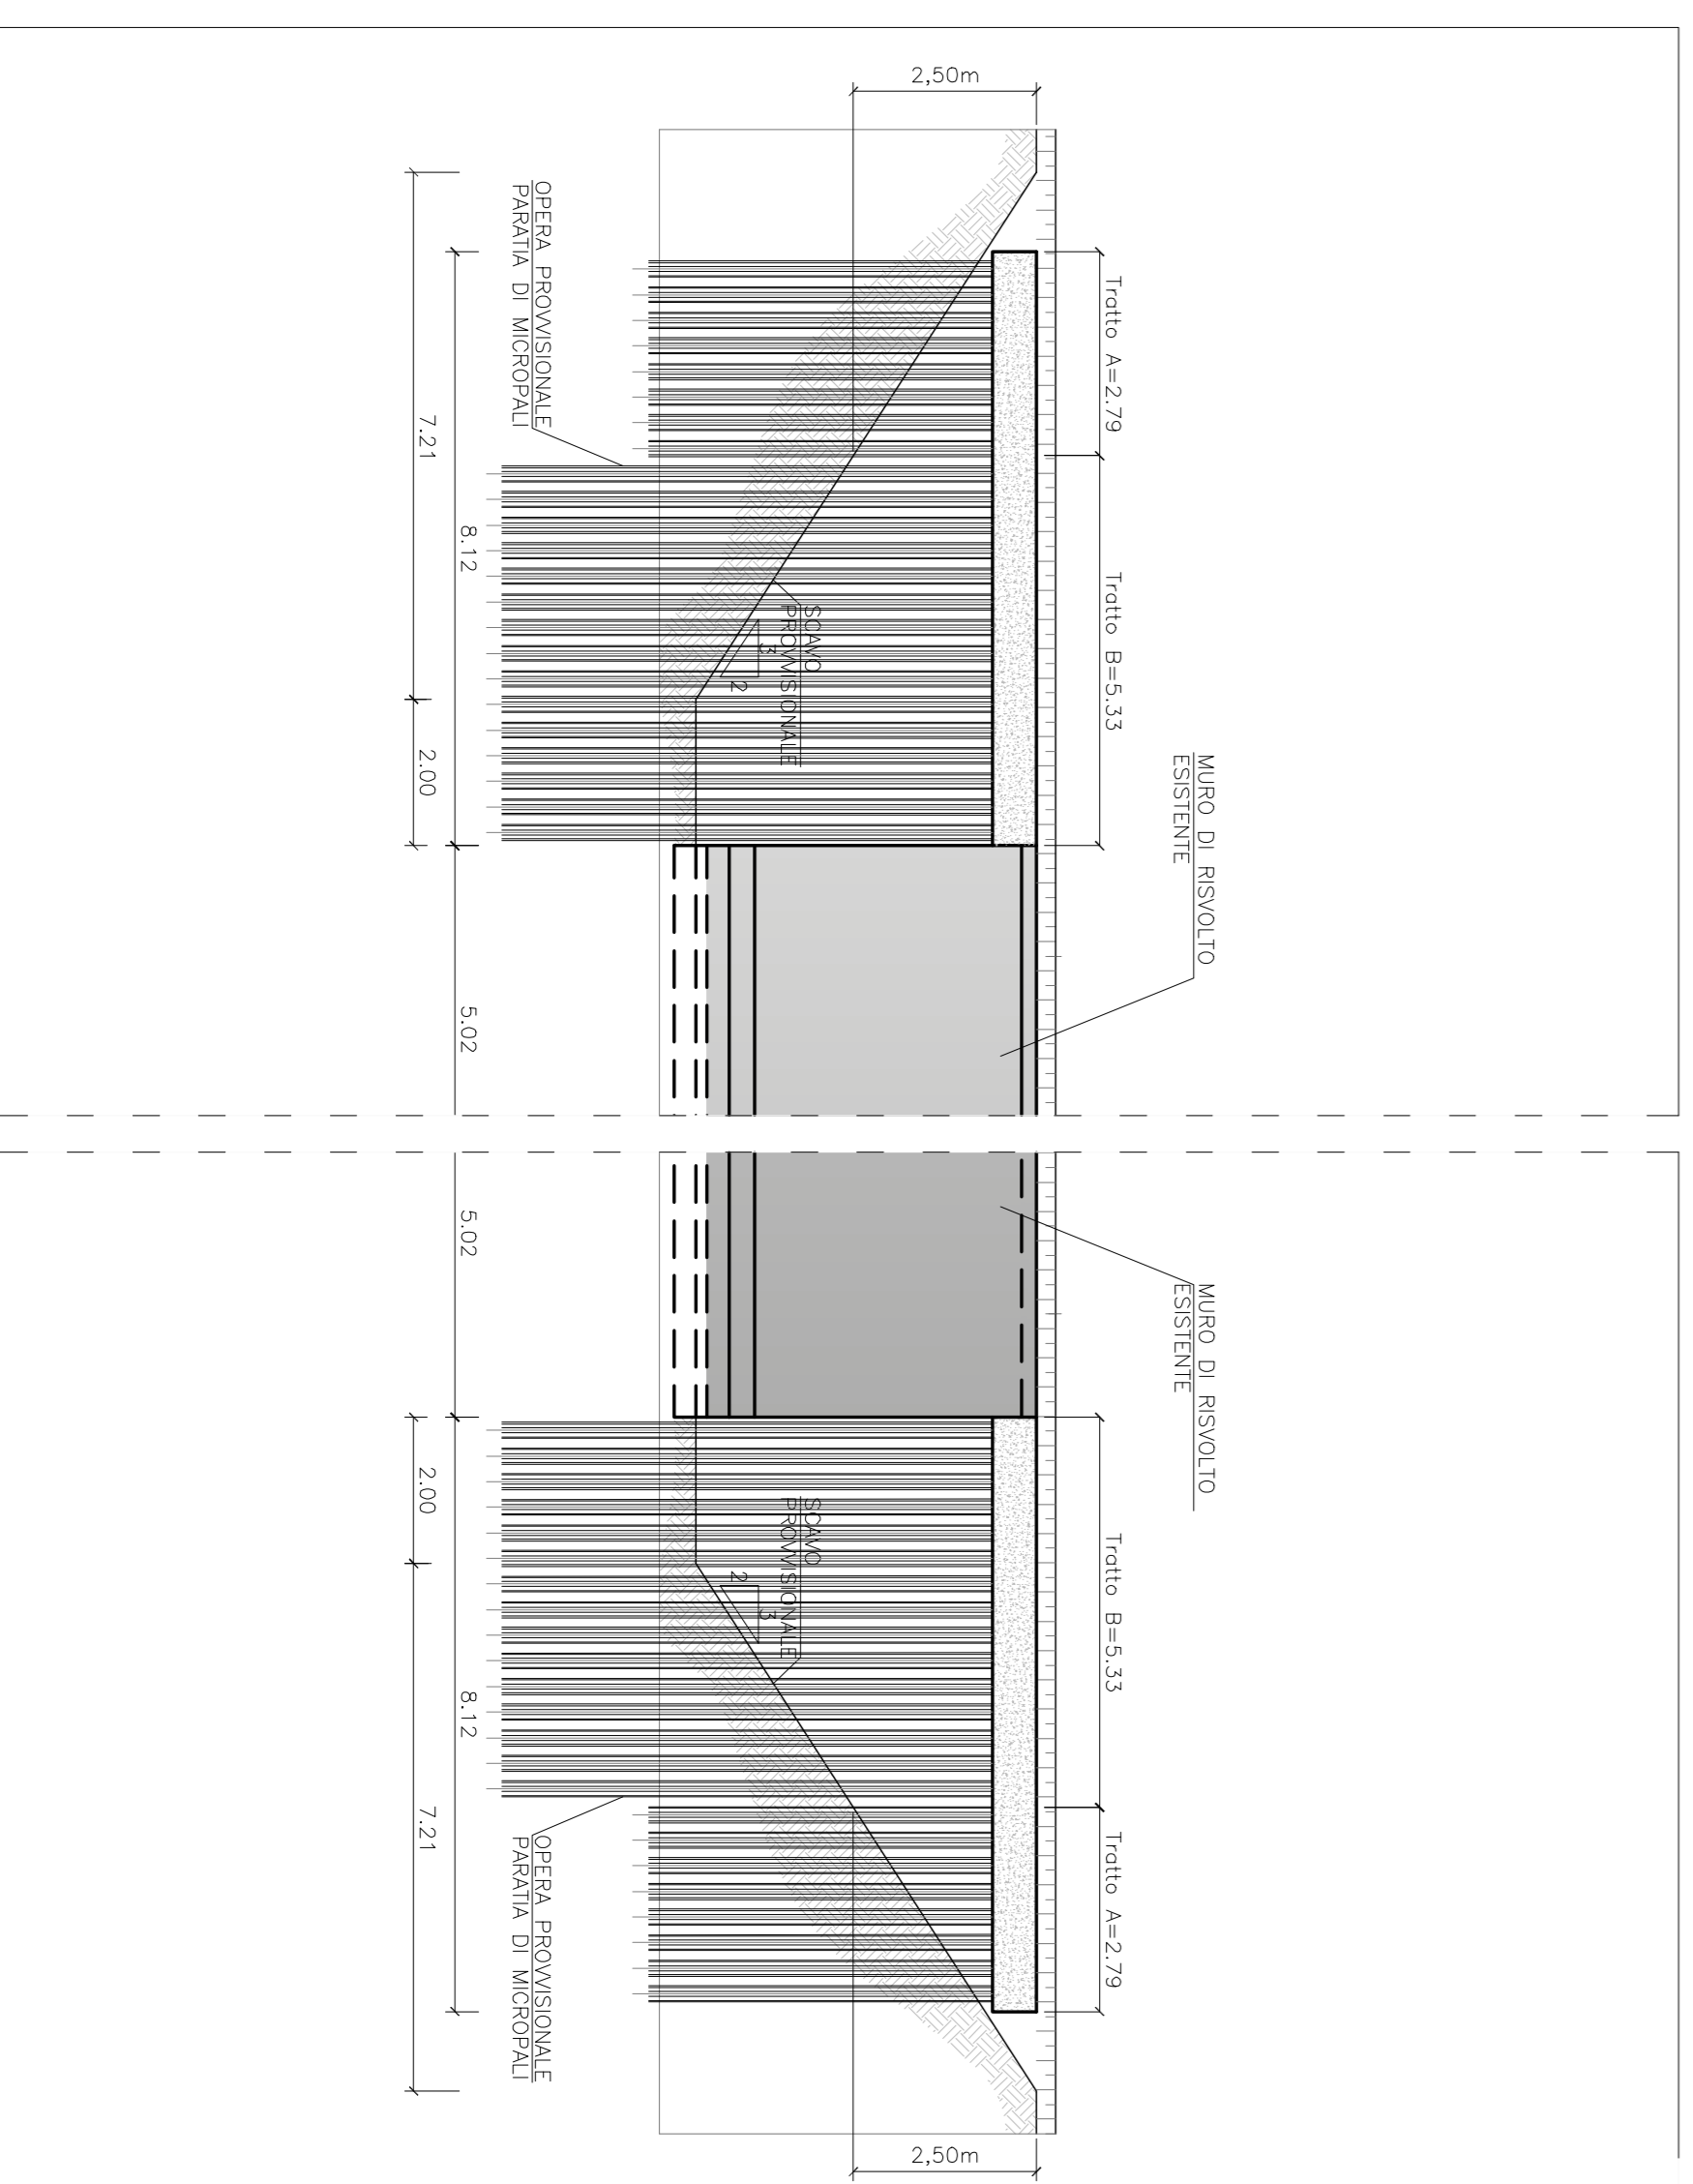 2,50m
Tratto A=2.79
Tratto B=5.33
MURO DI RISVOLTO
ESISTENTE
SCAVO
PROVVISIONALE
3
2
OPERA PROVVISIONALE
PARATIA DI MICROPALI
8.12
5.02
7.21
2.00
MURO DI RISVOLTO
ESISTENTE
Tratto B=5.33
Tratto A=2.79
SCAVO
PROVVISIONALE
2
3
OPERA PROVVISIONALE
PARATIA DI MICROPALI
5.02
8.12
2.00
7.21
2,50m